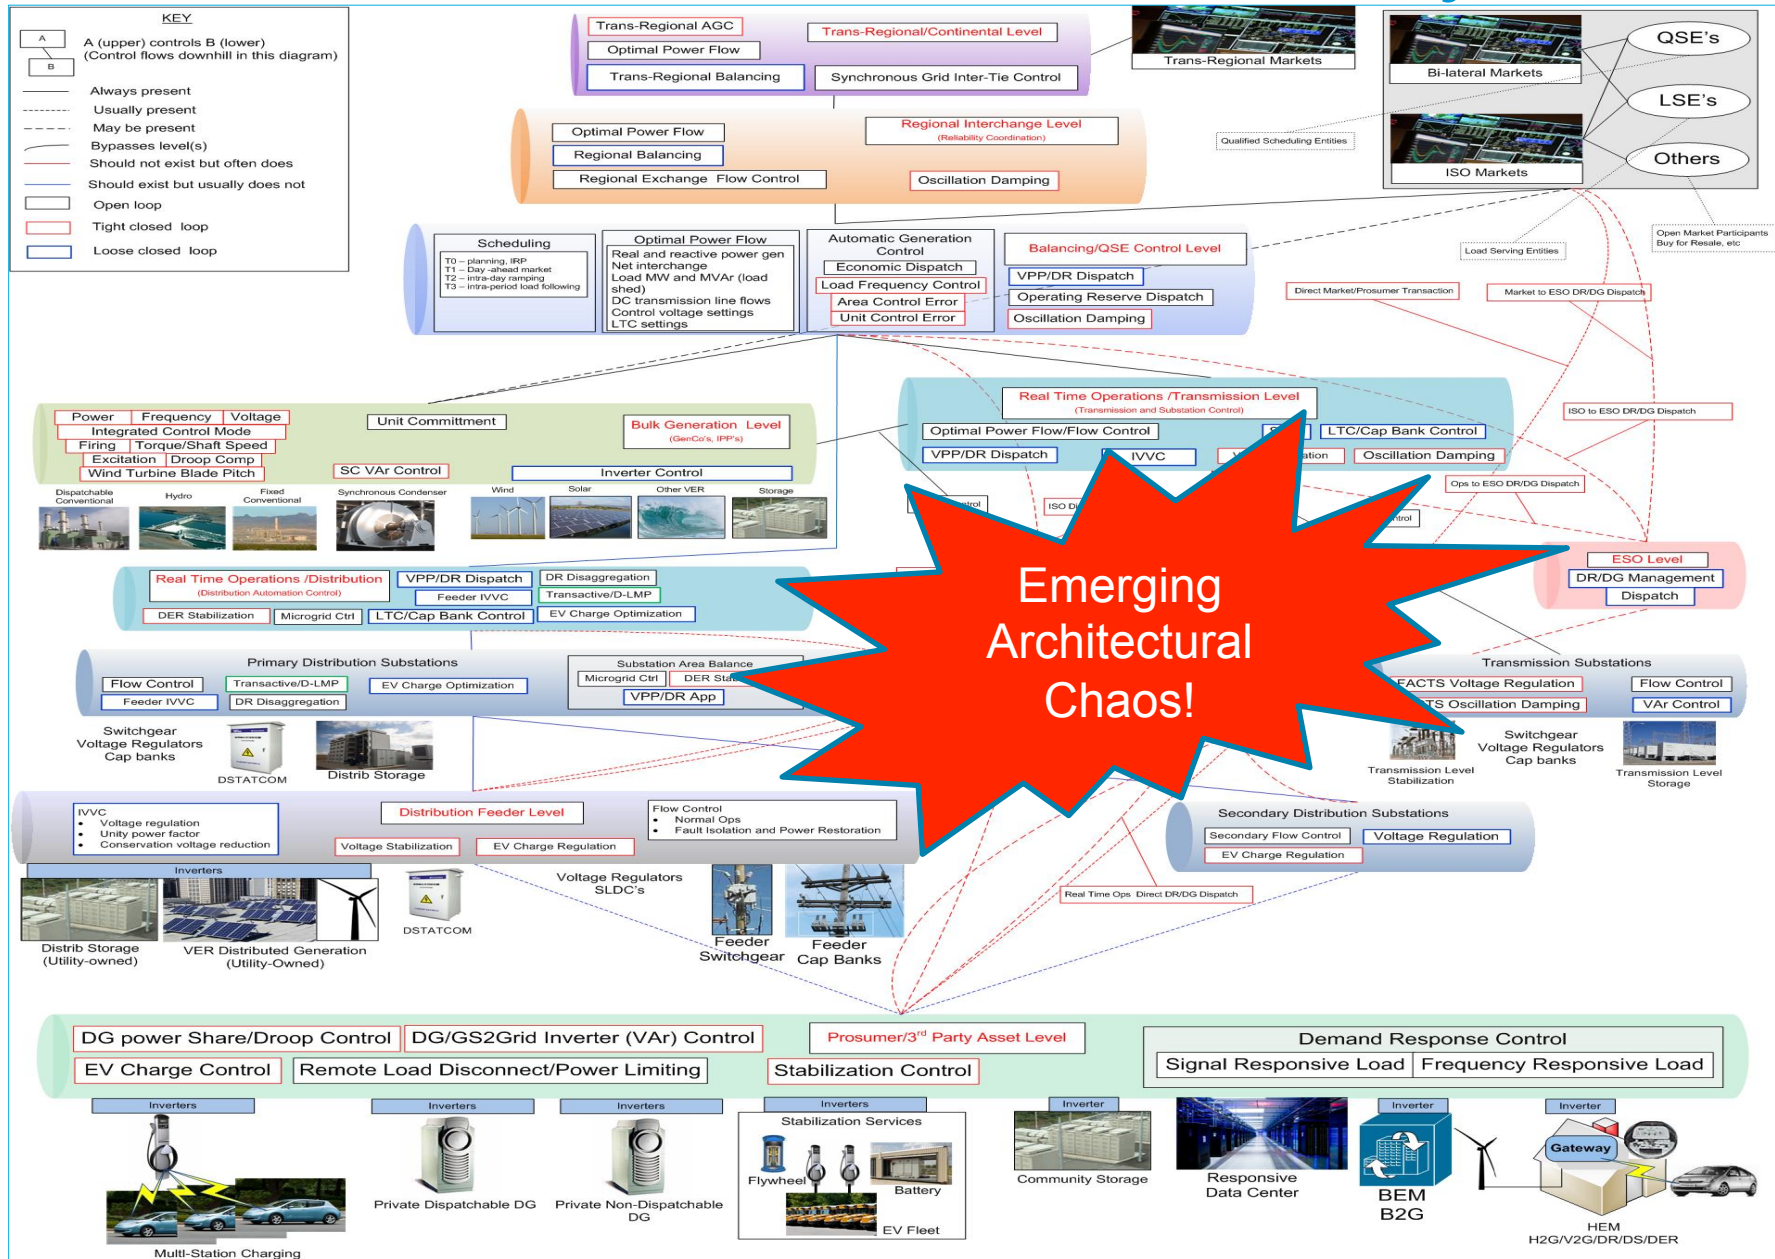 KEY
A
B
A (upper) controls B (lower)
(Control flows downhill in this diagram)
Always present
Usually present
May be present
Bypasses level(s)
Should not exist but often does
Should exist but usually does not
Open loop
Tight closed loop
Loose closed loop
Trans-Regional AGC
Trans-Regional/Continental Level
Optimal Power Flow
Trans-Regional Balancing
Synchronous Grid Inter-Tie Control
Trans-Regional Markets
Bi-lateral Markets
ISO Markets
QSE's
LSE's
Others
Qualified Scheduling Entities
Load Serving Entities
Open Market Participants
Buy for Resale, etc
Optimal Power Flow
Regional Interchange Level
(Reliability Coordination)
Regional Balancing
Regional Exchange Flow Control
Oscillation Damping
Scheduling
T0 – planning, IRP
T1 – Day -ahead market
T2 – intra-day ramping
T3 – intra-period load following
Optimal Power Flow
Real and reactive power gen
Net interchange
Load MW and MVAr (load
shed)
DC transmission line flows
Control voltage settings
LTC settings
Automatic Generation
Control
Economic Dispatch
Load Frequency Control
Area Control Error
Unit Control Error
Balancing/QSE Control Level
VPP/DR Dispatch
Operating Reserve Dispatch
Oscillation Damping
Direct Market/Prosumer Transaction
Market to ESO DR/DG Dispatch
Power Frequency Voltage
Integrated Control Mode
Firing Torque/Shaft Speed
Excitation Droop Comp
Wind Turbine Blade Pitch
Unit Commitment
Bulk Generation Level
(GenCo's, IPP's)
SC VAr Control
Inverter Control
Dispatchable
Conventional
Hydro
Fixed
Conventional
Synchronous Condenser
Wind
Solar
Other VER
Storage
Real Time Operations /Transmission Level
(Transmission and Substation Control)
Optimal Power Flow/Flow Control
LTC/Cap Bank Control
VPP/DR Dispatch
IVVC
Oscillation Damping
ISO to ESO DR/DG Dispatch
Ops to ESO DR/DG Dispatch
ISO
ESO Level
DR/DG Management
Dispatch
Emerging
Architectural
Chaos!
Real Time Operations /Distribution
(Distribution Automation Control)
VPP/DR Dispatch
DR Disaggregation
Feeder IVVC
Transactive/D-LMP
DER Stabilization
Microgrid Ctrl
LTC/Cap Bank Control
EV Charge Optimization
Primary Distribution Substations
Flow Control
Transactive/D-LMP
EV Charge Optimization
Feeder IVVC
DR Disaggregation
Substation Area Balance
Microgrid Ctrl
DER
VPP/DR App
Switchgear
Voltage Regulators
Cap banks
DSTATCOM
Distrib Storage
Transmission Substations
FACTS Voltage Regulation
Flow Control
Oscillation Damping
VAr Control
Transmission Level
Stabilization
Switchgear
Voltage Regulators
Cap banks
Transmission Level
Storage
IVVC
Voltage regulation
Unity power factor
Conservation voltage reduction
Distribution Feeder Level
Voltage Stabilization
EV Charge Regulation
Flow Control
Normal Ops
Fault Isolation and Power Restoration
Secondary Distribution Substations
Secondary Flow Control
Voltage Regulation
EV Charge Regulation
Inverters
Distrib Storage
(Utility-owned)
VER Distributed Generation
(Utility-Owned)
DSTATCOM
Voltage Regulators
SLDC's
Feeder
Switchgear
Feeder
Cap Banks
Real Time Ops Direct DR/DG Dispatch
DG power Share/Droop Control
DG/GS2Grid Inverter (VAr) Control
Prosumer/3rd Party Asset Level
EV Charge Control
Remote Load Disconnect/Power Limiting
Stabilization Control
Demand Response Control
Signal Responsive Load
Frequency Responsive Load
Inverters
Inverters
Inverters
Inverters
Inverter
Inverter
Inverter
Multi-Station Charging
Private Dispatchable DG
Private Non-Dispatchable
DG
Stabilization Services
Flywheel
Battery
EV Fleet
Community Storage
Responsive
Data Center
BEM
B2G
Gateway
HEM
H2G/V2G/DR/DS/DER